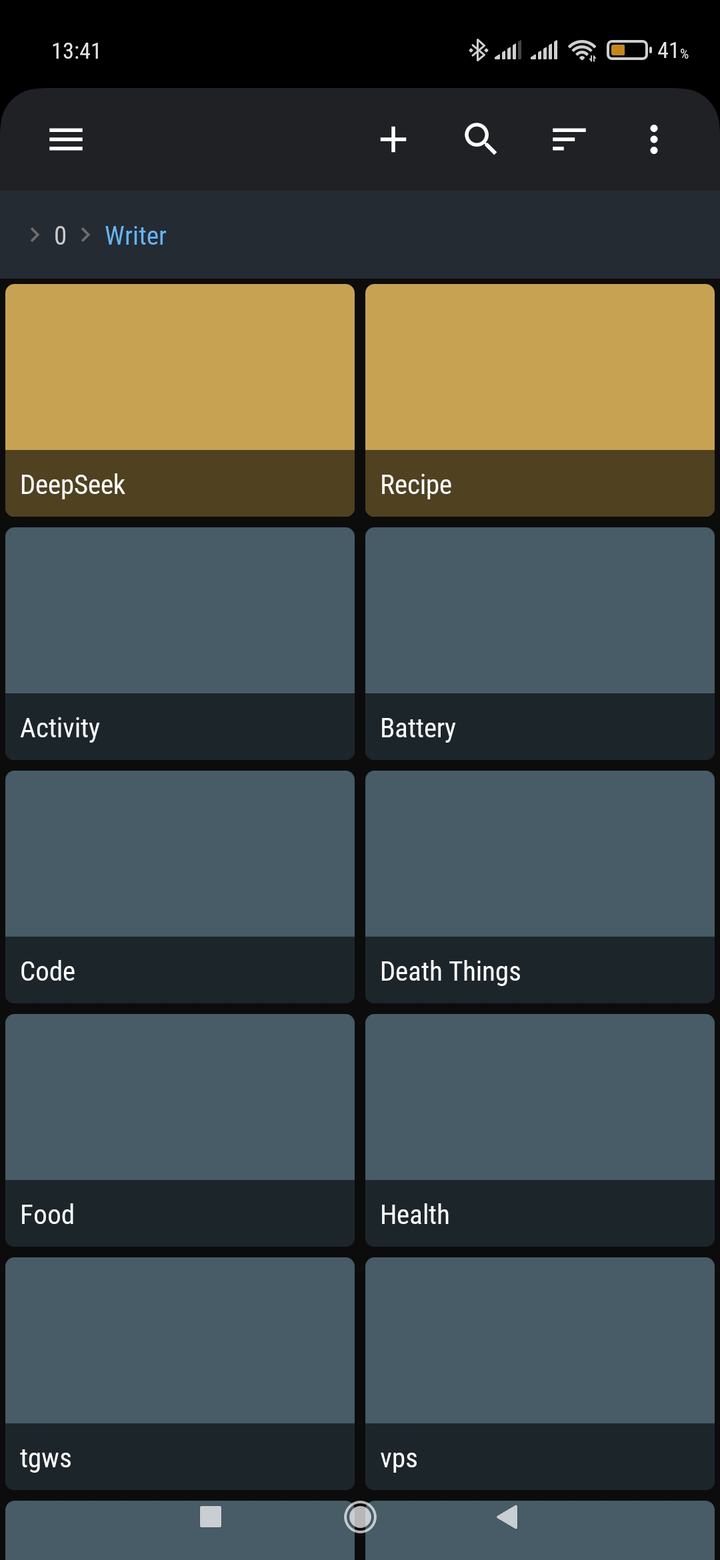 13:41 41%
0 Writer
DeepSeek Recipe
Activity Battery
Code Death Things
Food Health
tgws vps